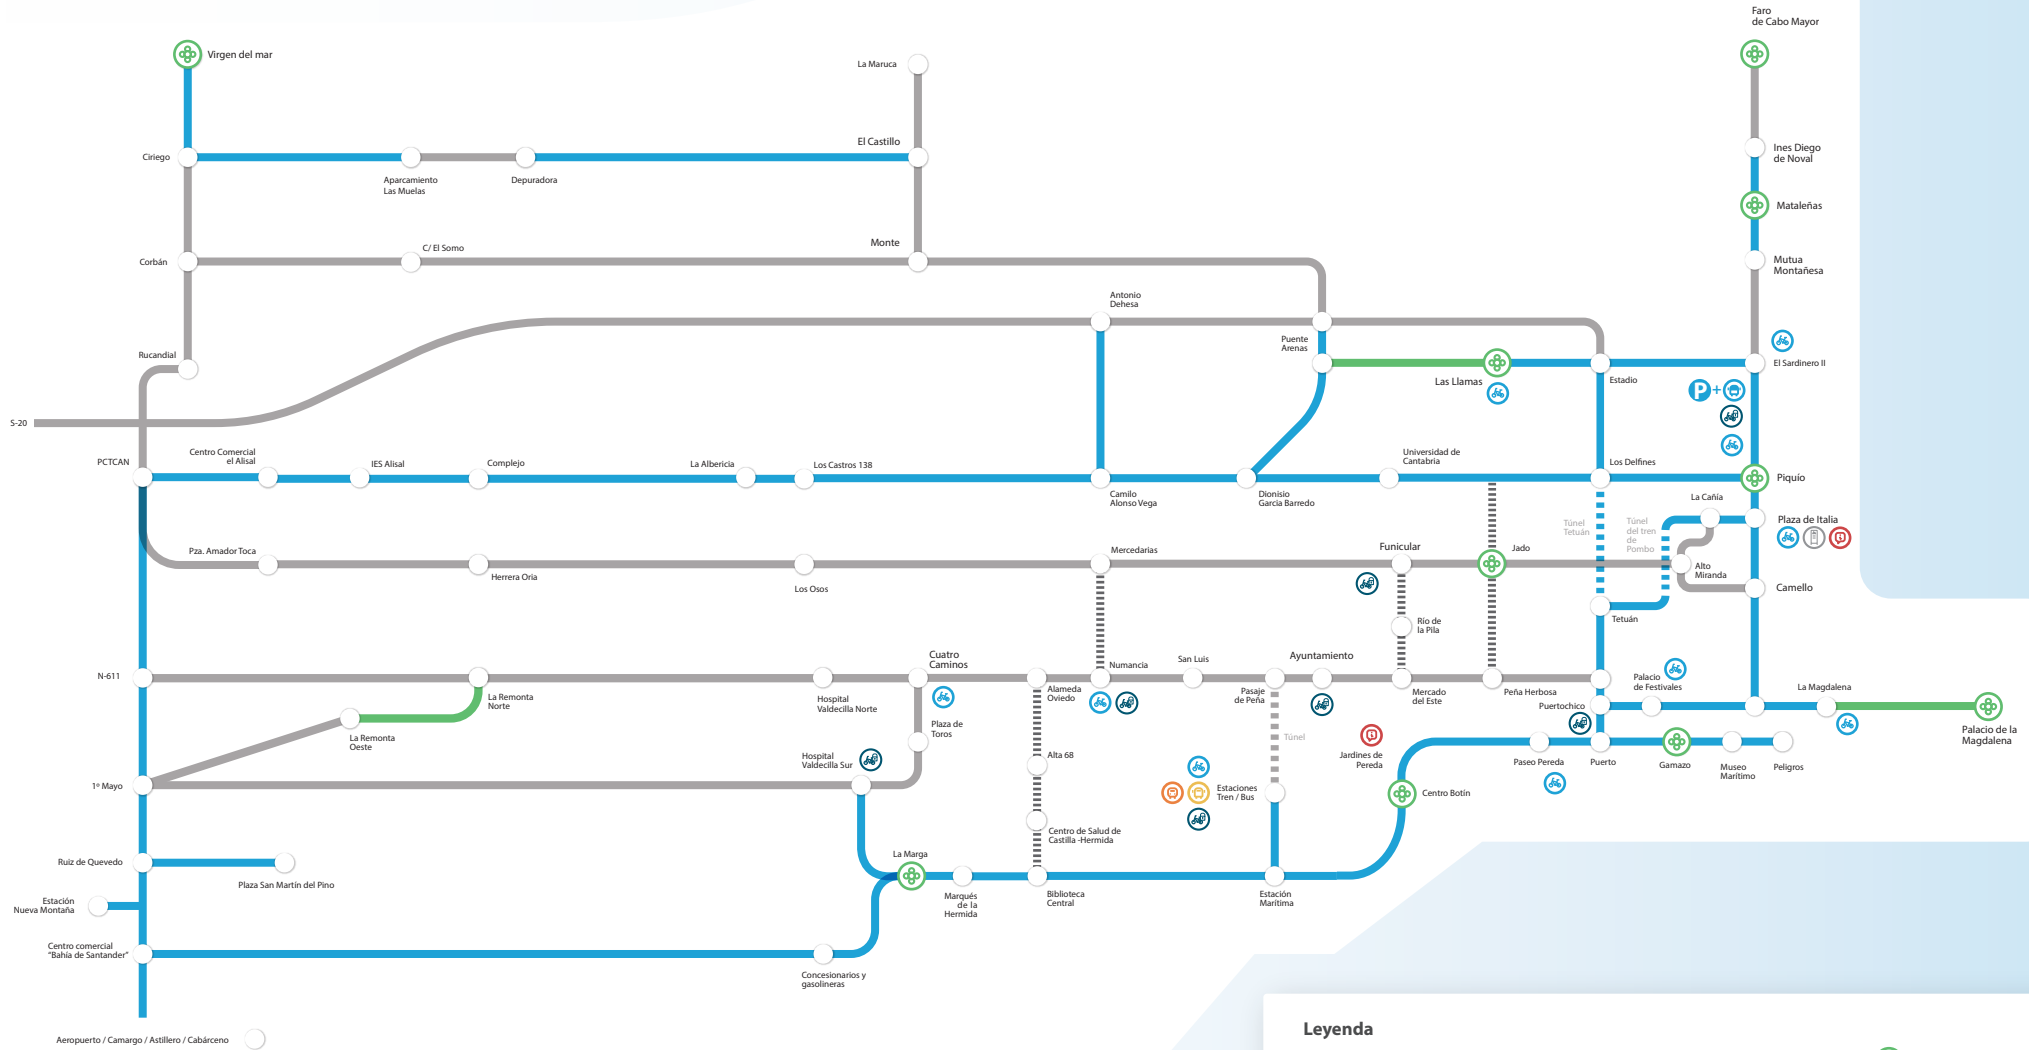 Faro
de Cabo Mayor
Virgen del mar
La Maruca
El Castillo
Ciriego
Aparcamiento
Las Muelas
Depuradora
Ines Diego
de Noval
Mataleñas
Monte
C/ El Somo
Corbán
Mutua
Montañesa
Antonio
Dehesa
Puente
Arenas
Rucandial
Las Llamas
Estadio
El Sardinero II
P
+
S-20
PCTCAN
Centro Comercial
el Alisal
IES Alisal
Complejo
La Albericia
Los Castros 138
Camilo
Alonso Vega
Dionisio
Garcia Barredo
Universidad de
Cantabria
Los Delfines
Piquío
La Cañía
Túnel
Tetuán
Túnel
del tren
de
Pombo
Plaza de Italia
Pza. Amador Toca
Herrera Oria
Los Osos
Mercedarias
Funicular
Jado
Alto
Miranda
Camello
Tetuán
Río de
la Pila
N-611
La Remonta
Norte
La Remonta
Oeste
Hospital
Valdecilla Norte
Cuatro
Caminos
Alameda
Oviedo
Numancia
San Luis
Pasaje
de Peña
Ayuntamiento
Mercado
del Este
Peña Herbosa
Palacio
de Festivales
Puertochico
La Magdalena
Palacio de la
Magdalena
Plaza de
Toros
Túnel
Jardines de
Pereda
Hospital
Valdecilla Sur
Alta 68
Paseo Pereda
Puerto
Gamazo
Museo
Marítimo
Peligros
1º Mayo
Estaciones
Tren / Bus
Centro Botín
Centro de Salud de
Castilla -Hermida
Ruiz de Quevedo
Plaza San Martín del Pino
La Marga
Marqués
de la
Hermida
Biblioteca
Central
Estación
Marítima
Estación
Nueva Montaña
Centro comercial
"Bahía de Santander"
Concesionarios y
gasolineras
Aeropuerto / Camargo / Astillero / Cabárceno
Leyenda